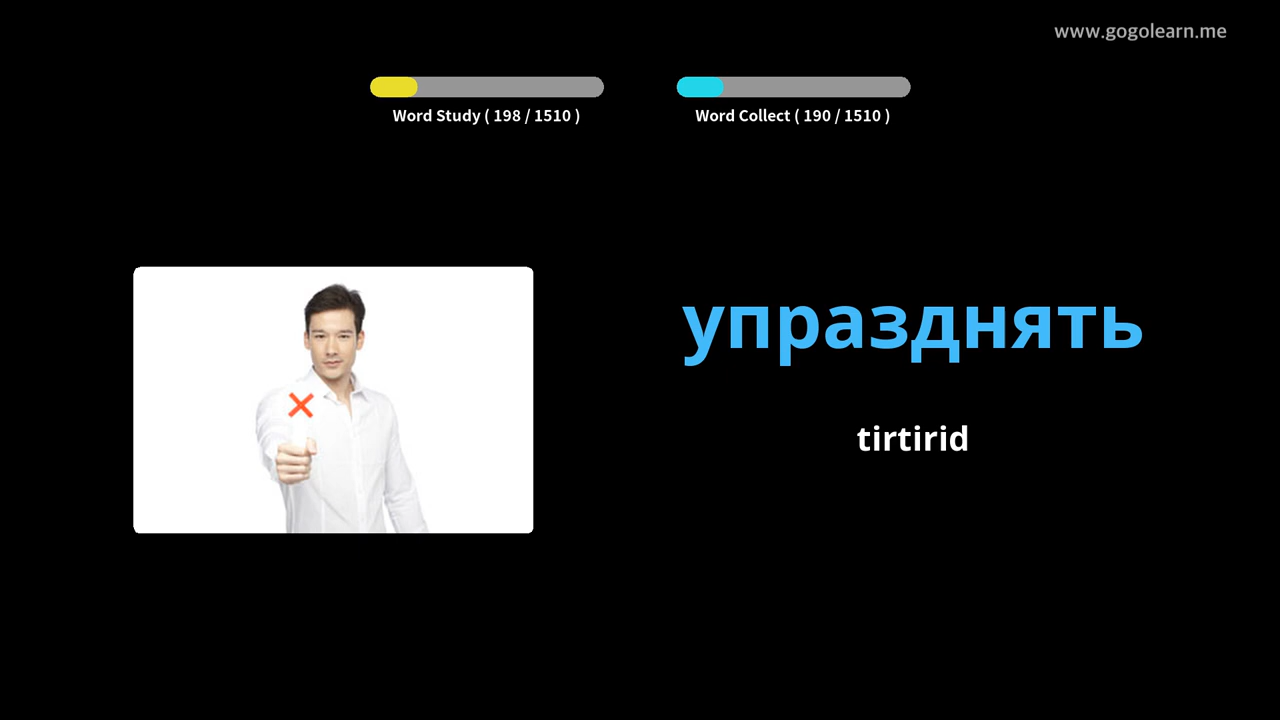 www.gogolearn.me
Word Study ( 198 / 1510 )
Word Collect ( 190 / 1510 )
упразднять
tirtirid